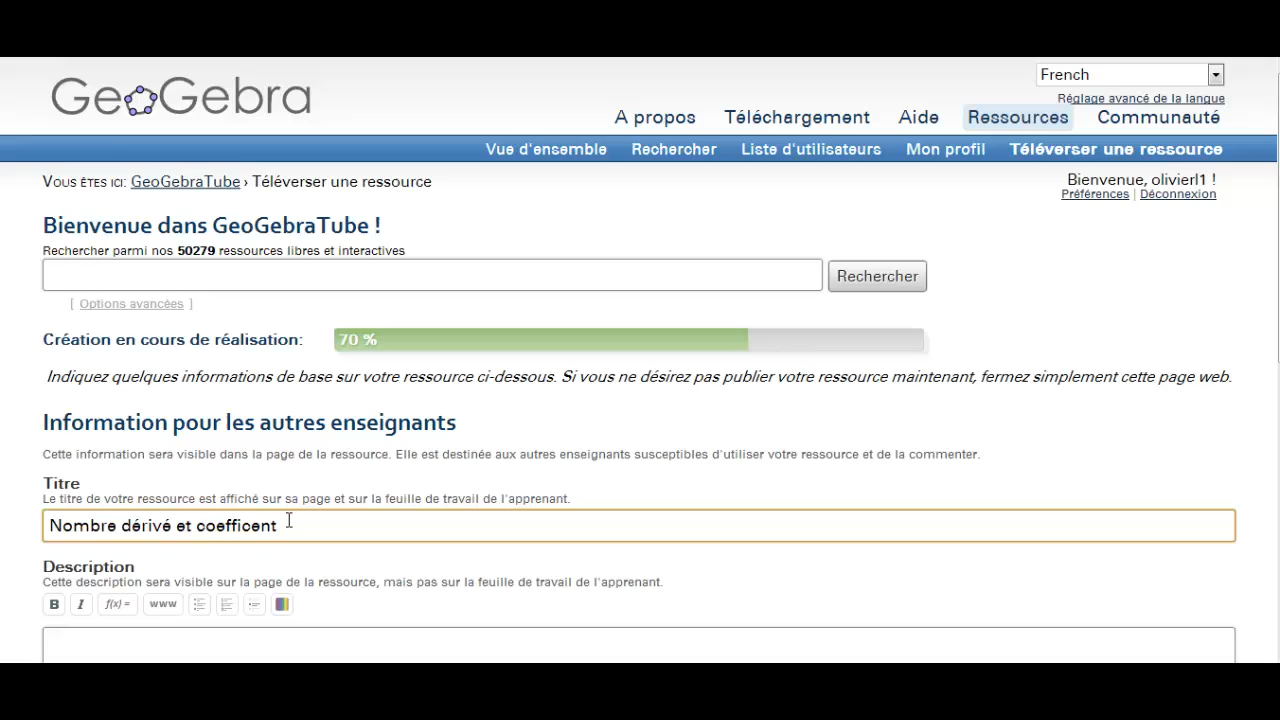 GeoGebra
French
Réglage avancé de la langue
A propos Téléchargement Aide Ressources Communauté
Vue d'ensemble Rechercher Liste d'utilisateurs Mon profil Téléverser une ressource
Vous êtes ici: GeoGebraTube › Téléverser une ressource
Bienvenue, olivierl1 !
Préférences | Déconnexion
Bienvenue dans GeoGebraTube !
Rechercher parmi nos 50279 ressources libres et interactives
Rechercher
[ Options avancées ]
Création en cours de réalisation: 70 %
Indiquez quelques informations de base sur votre ressource ci-dessous. Si vous ne désirez pas publier votre ressource maintenant, fermez simplement cette page web.
Information pour les autres enseignants
Cette information sera visible dans la page de la ressource. Elle est destinée aux autres enseignants susceptibles d'utiliser votre ressource et de la commenter.
Titre
Le titre de votre ressource est affiché sur sa page et sur la feuille de travail de l'apprenant.
Nombre dérivé et coefficent
Description
Cette description sera visible sur la page de la ressource, mais pas sur la feuille de travail de l'apprenant.
B I f(x) = www